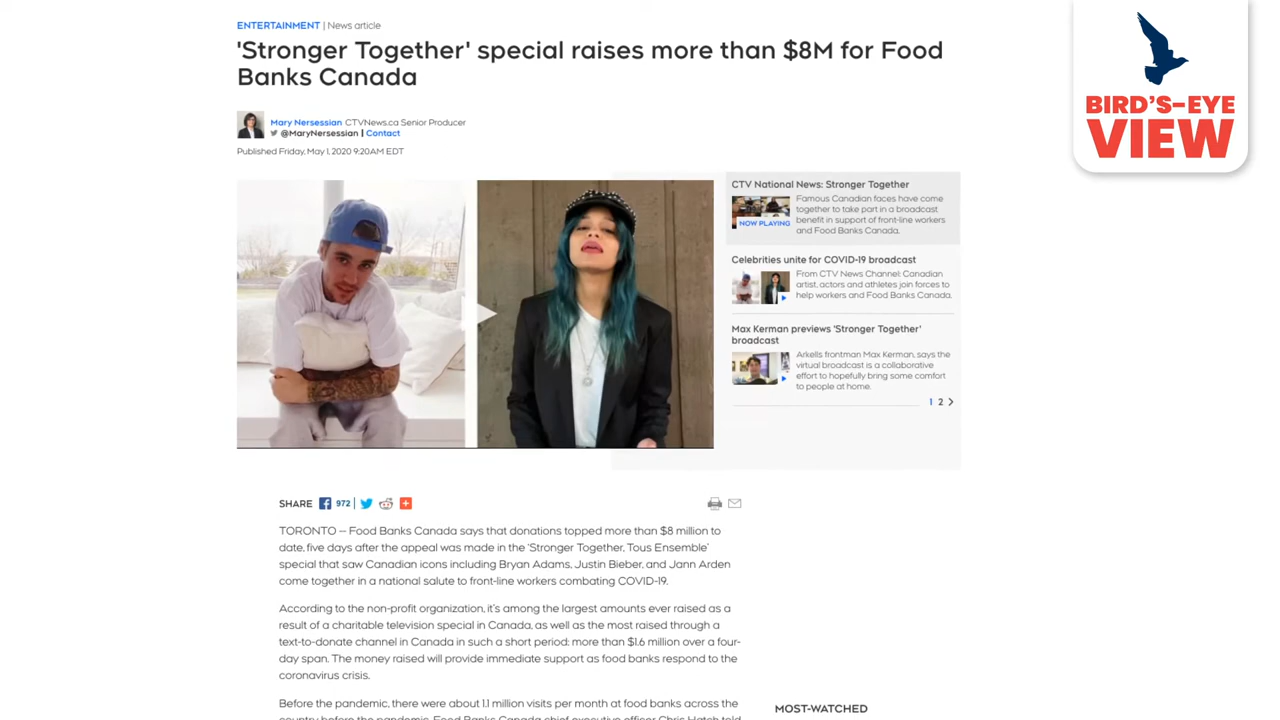 ENTERTAINMENT | News article
'Stronger Together' special raises more than $8M for Food
Banks Canada
Mary Nersessian CTVNews.ca Senior Producer
@MaryNersessian | Contact
Published Friday, May 1, 2020 9:20AM EDT
BIRD'S-EYE
VIEW
CTV National News: Stronger Together
Famous Canadian faces have come
together to take part in a broadcast
benefit in support of front-line workers
and Food Banks Canada.
NOW PLAYING
Celebrities unite for COVID-19 broadcast
From CTV News Channel: Canadian
artist, actors and athletes join forces to
help workers and Food Banks Canada.
Max Kerman previews 'Stronger Together'
broadcast
Arkells frontman Max Kerman, says the
virtual broadcast is a collaborative
effort to hopefully bring some comfort
to people at home.
1 2
SHARE 972
TORONTO -- Food Banks Canada says that donations topped more than $8 million to
date, five days after the appeal was made in the 'Stronger Together, Tous Ensemble'
special that saw Canadian icons including Bryan Adams, Justin Bieber, and Jann Arden
come together in a national salute to front-line workers combating COVID-19.
According to the non-profit organization, it's among the largest amounts ever raised as a
result of a charitable television special in Canada, as well as the most raised through a
text-to-donate channel in Canada in such a short period: more than $1.6 million over a four-
day span. The money raised will provide immediate support as food banks respond to the
coronavirus crisis.
Before the pandemic, there were about 1.1 million visits per month at food banks across the
country before the pandemic, Food Banks Canada chief executive officer Chris Hatch told
MOST-WATCHED